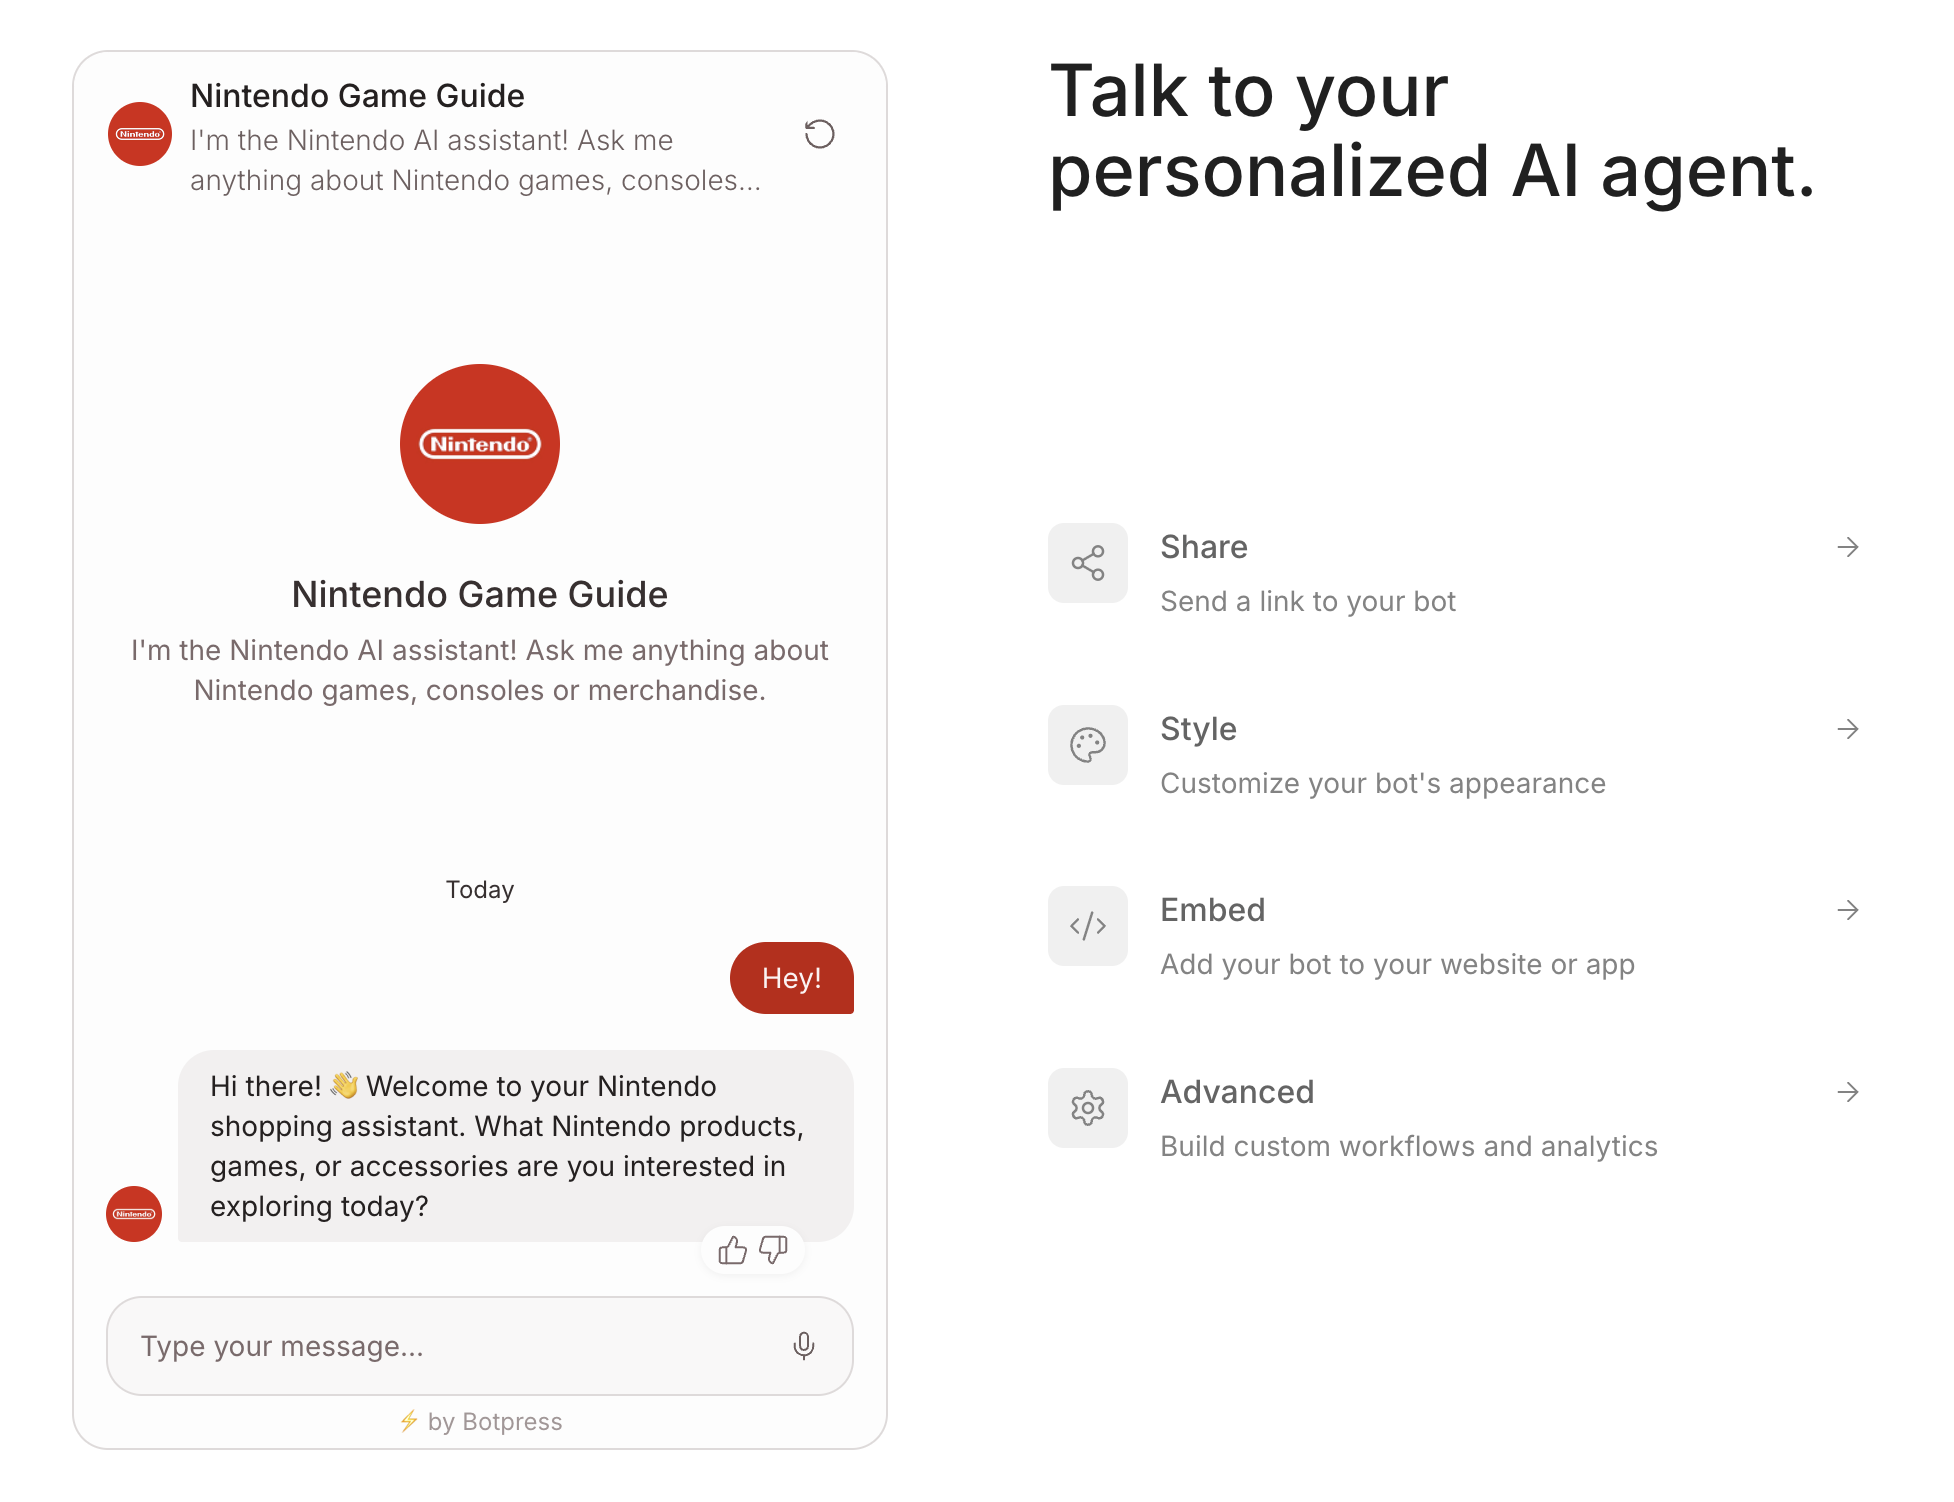 Nintendo
Nintendo Game Guide
I'm the Nintendo AI assistant! Ask me
anything about Nintendo games, consoles...
Nintendo®
Nintendo Game Guide
I'm the Nintendo AI assistant! Ask me anything about
Nintendo games, consoles or merchandise.
Today
Hey!
Hi there! 👋 Welcome to your Nintendo
shopping assistant. What Nintendo products,
games, or accessories are you interested in
exploring today?
Nintendo
Type your message...
⚡ by Botpress
Talk to your
personalized AI agent.
Share
Send a link to your bot
Style
Customize your bot's appearance
Embed
Add your bot to your website or app
Advanced
Build custom workflows and analytics